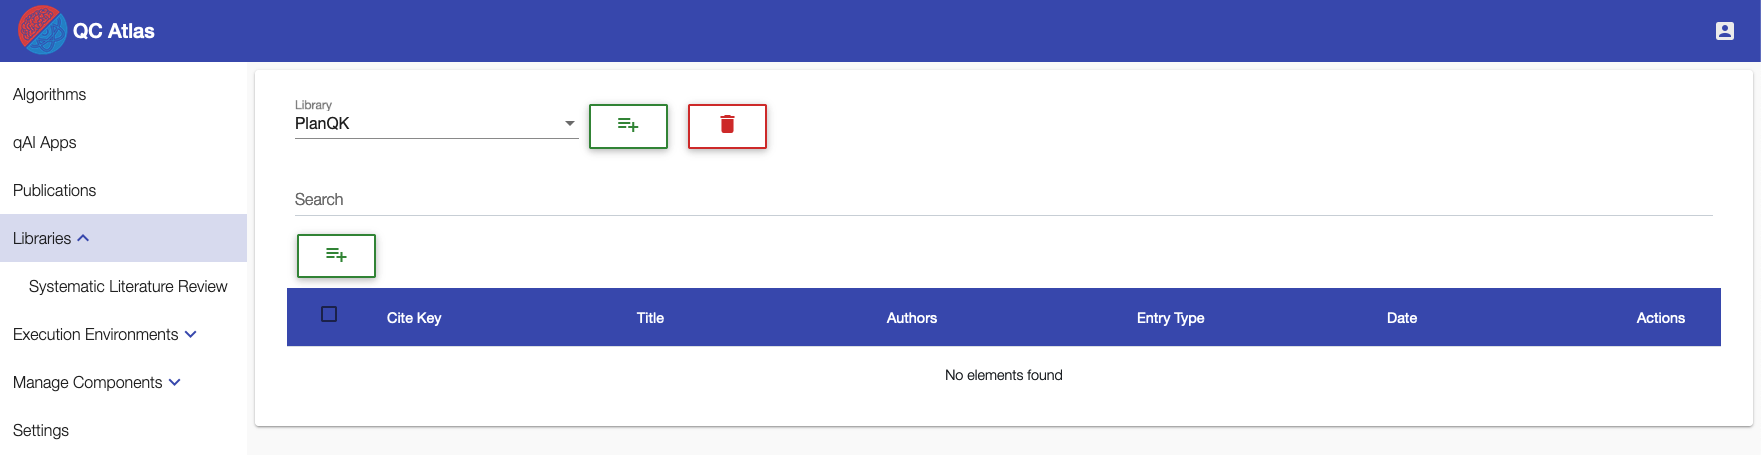 QC Atlas
Algorithms
qAI Apps
Publications
Libraries
Systematic Literature Review
Execution Environments
Manage Components
Settings
Library
PlanQK
Search
Cite Key Title Authors Entry Type Date Actions
No elements found